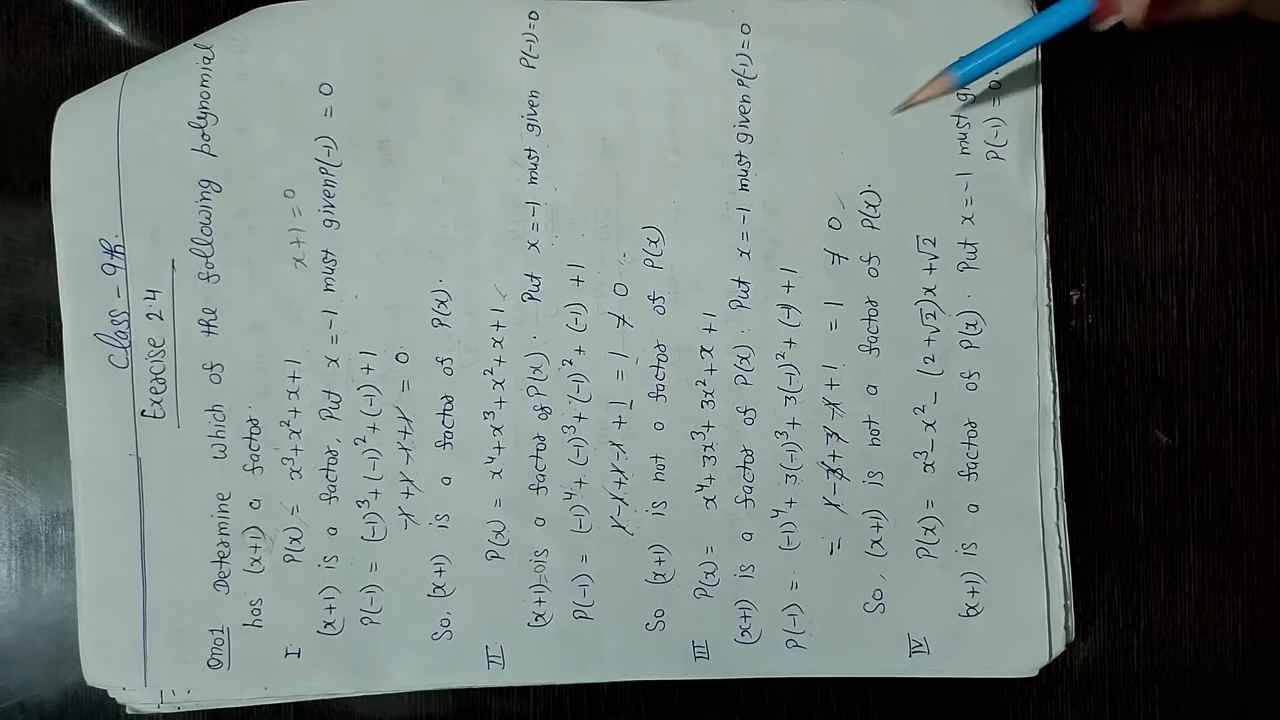 Class - 9th.
Exercise 2.4
Qno1 Determine which of the following polynomial
has (x+1) a factor.
I. P(x) = x³+x²+x+1 x+1=0
(x+1) is a factor, Put x=-1 must given P(-1) = 0
P(-1) = (-1)³+(-1)²+(-1)+1
-1+1-1+1 = 0
So, (x+1) is a factor of P(x).
II P(x) = x⁴+x³+x²+x+1
(x+1)=0 is a factor of P(x). Put x=-1 must given P(-1)=0
P(-1) = (-1)⁴+(-1)³+(-1)²+(-1)+1
1-1+1-1+1 = 1 ≠ 0
So (x+1) is not a factor of P(x)
III P(x) = x⁴+3x³+3x²+x+1
(x+1) is a factor of P(x). Put x=-1 must given P(-1)=0
P(-1) = (-1)⁴+3(-1)³+3(-1)²+(-1)+1
= 1-3+3-1+1 = 1 ≠ 0
So, (x+1) is not a factor of P(x).
IV P(x) = x³-x²-(2+√2)x+√2
(x+1) is a factor of P(x). Put x=-1 must
P(-1) = 0.